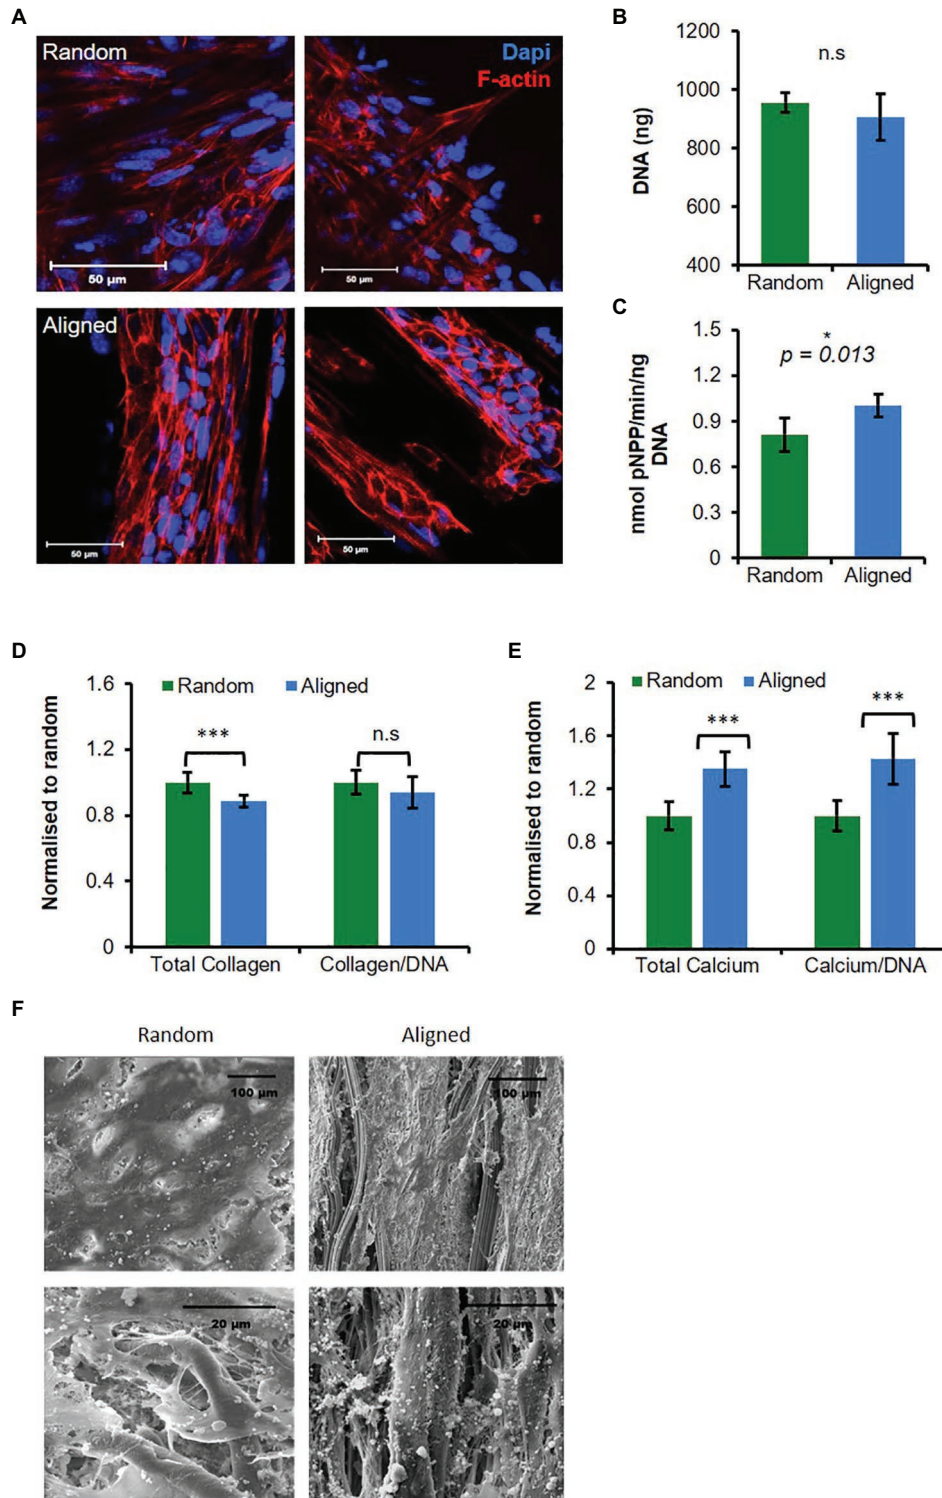 A
Random
Dapi
F-actin
50 µm
50 µm
Aligned
50 µm
50 µm
B
1200
1000
800
600
400
DNA (ng)
n.s
Random Aligned
C
1.5
1.2
0.9
0.6
0.3
0
nmol pNPP/min/ng
DNA
*
p = 0.013
Random Aligned
D
1.6
1.2
0.8
0.4
0
Normalised to random
Random Aligned
***
n.s
Total Collagen Collagen/DNA
E
2
1.6
1.2
0.8
0.4
0
Normalised to random
Random Aligned
***
***
Total Calcium Calcium/DNA
F
Random Aligned
100 µm
100 µm
20 µm
20 µm